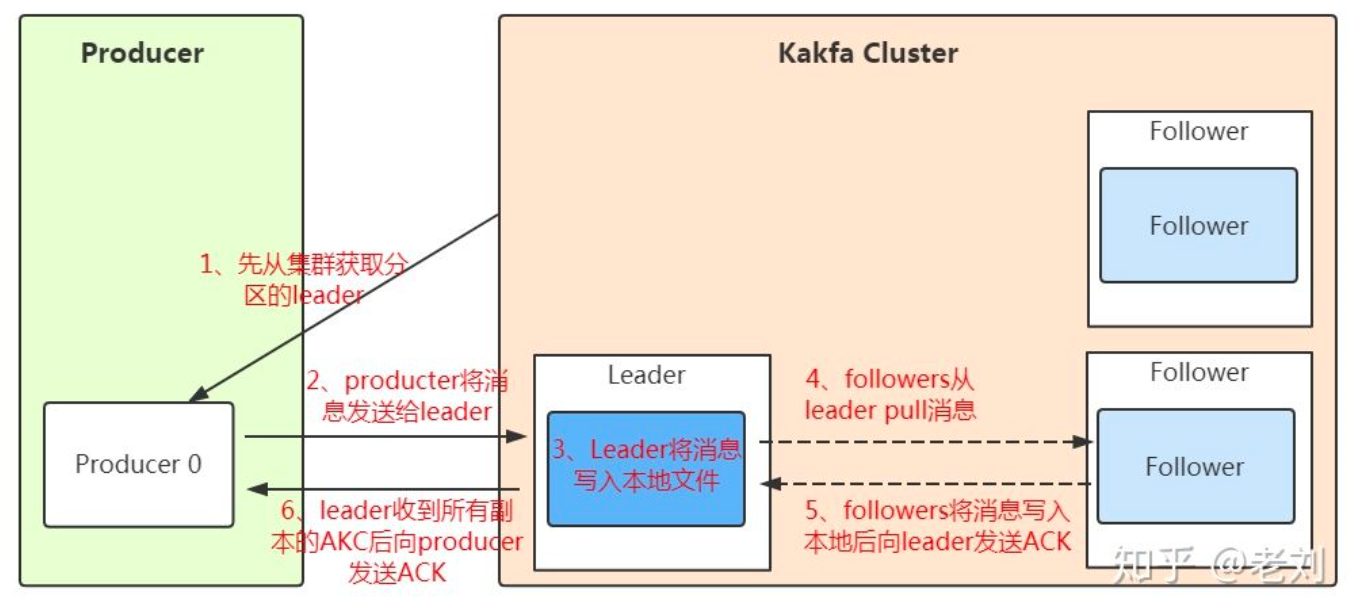 Producer
Kakfa Cluster
Follower
Follower
1、先从集群获取分
区的leader
Leader
Follower
2、producter将消
息发送给leader
4、followers从
leader pull消息
Producer 0
3、Leader将消息
写入本地文件
Follower
6、leader收到所有副
本的AKC后向producer
发送ACK
5、followers将消息写入
本地后向leader发送ACK
知乎 @老刘